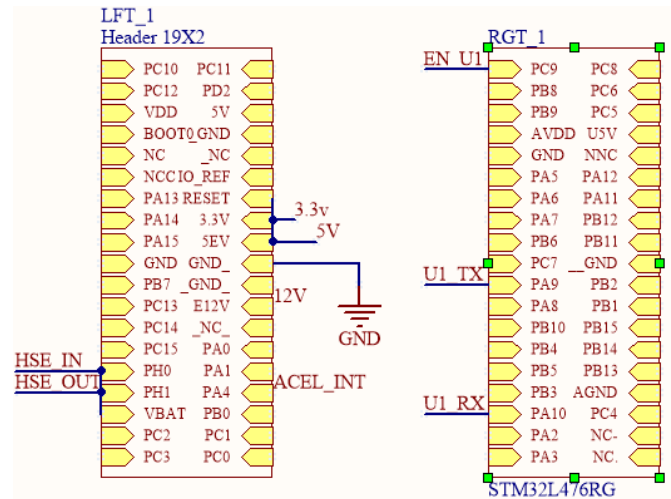 LFT_1
Header 19X2
PC10 PC11
PC12 PD2
VDD 5V
BOOT0_GND
NC _NC
NCC IO_REF
PA13 RESET
PA14 3.3V
PA15 5EV
GND GND_
PB7 _GND_
PC13 E12V
PC14 _NC_
PC15 PA0
PH0 PA1
PH1 PA4
VBAT PB0
PC2 PC1
PC3 PC0
HSE_IN
HSE_OUT
3.3v
5V
12V
GND
ACEL_INT
RGT_1
EN_U1
U1_TX
U1_RX
PC9 PC8
PB8 PC6
PB9 PC5
AVDD U5V
GND NNC
PA5 PA12
PA6 PA11
PA7 PB12
PB6 PB11
PC7 __GND
PA9 PB2
PA8 PB1
PB10 PB15
PB4 PB14
PB5 PB13
PB3 AGND
PA10 PC4
PA2 NC-
PA3 NC.
STM32L476RG